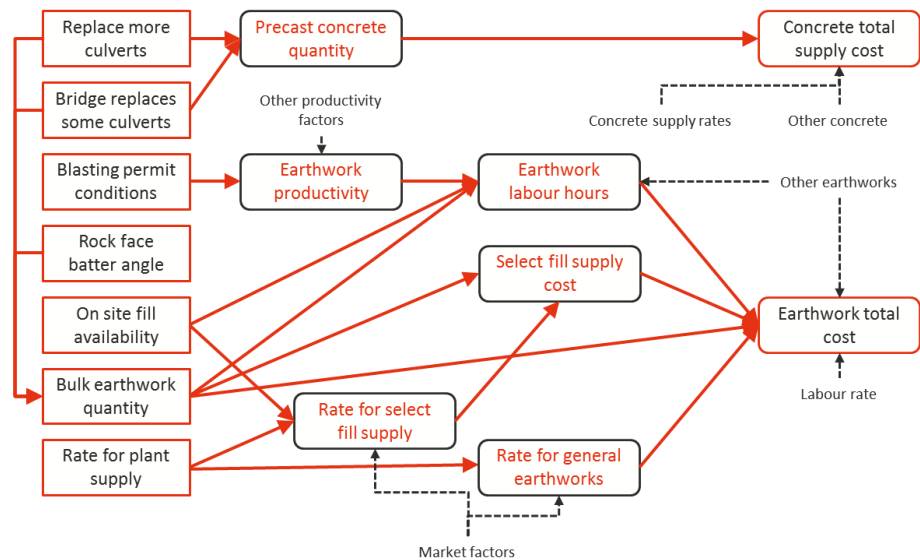 Replace more
culverts
Precast concrete
quantity
Concrete total
supply cost
Bridge replaces
some culverts
Other productivity
factors
Concrete supply rates
Other concrete
Blasting permit
conditions
Earthwork
productivity
Earthwork
labour hours
Other earthworks
Rock face
batter angle
Select fill supply
cost
On site fill
availability
Earthwork total
cost
Bulk earthwork
quantity
Rate for select
fill supply
Labour rate
Rate for plant
supply
Rate for general
earthworks
Market factors